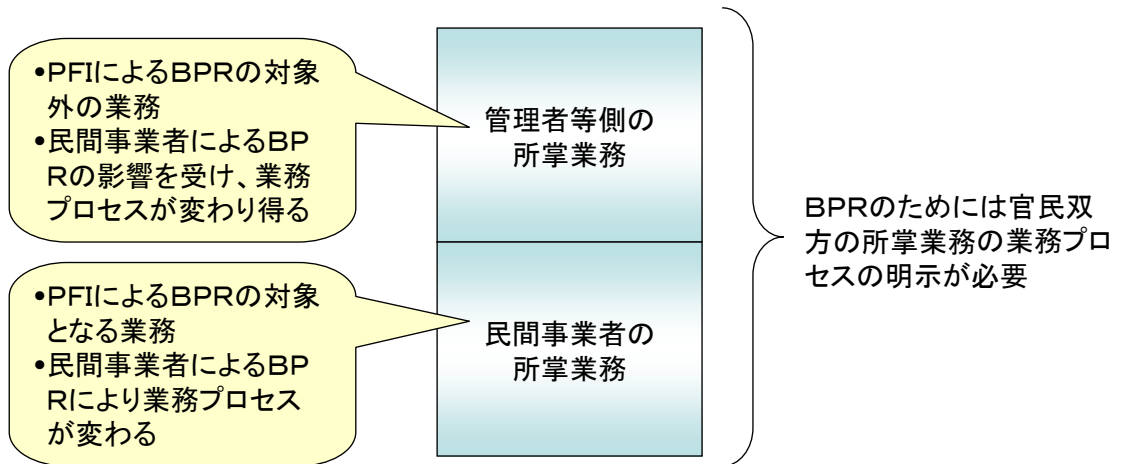 •PFIによるBPRの対象
外の業務
•民間事業者によるBP
Rの影響を受け、業務
プロセスが変わり得る
管理者等側の
所掌業務
•PFIによるBPRの対象
となる業務
•民間事業者によるBP
Rにより業務プロセス
が変わる
民間事業者の
所掌業務
BPRのためには官民双
方の所掌業務の業務プロ
セスの明示が必要